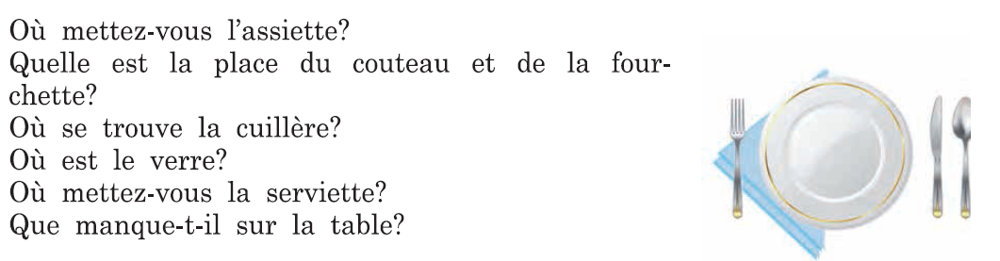 Où mettez-vous l'assiette?
Quelle est la place du couteau et de la four-
chette?
Où se trouve la cuillère?
Où est le verre?
Où mettez-vous la serviette?
Que manque-t-il sur la table?